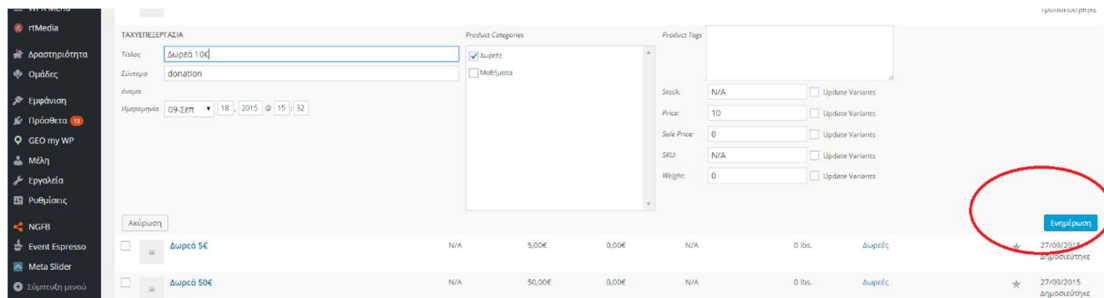 WPR Menu
rtMedia
Δραστηριότητα
Ομάδες
Εμφάνιση
Πρόσθετα 13
GEO my WP
Μέλη
Εργαλεία
Ρυθμίσεις
NGFB
Event Espresso
Meta Slider
Σύμπτυξη μενού
ΤΑΧΥΕΠΕΞΕΡΓΑΣΙΑ
Τίτλος Δωρεά 10€
Σύντομο όνομα donation
Ημερομηνία 09-Σεπ 18, 2015 @ 15 : 32
Product Categories
Δωρεές
Μαθήματα
Product Tags
Stock: N/A Update Variants
Price: 10 Update Variants
Sale Price: 0 Update Variants
SKU: N/A Update Variants
Weight: 0 Update Variants
Ακύρωση Ενημέρωση
Δωρεά 5€ N/A 5,00€ 0,00€ N/A 0 lbs. Δωρεές 27/09/2015
Δημοσιεύτηκε
Δωρεά 50€ N/A 50,00€ 0,00€ N/A 0 lbs. Δωρεές 27/09/2015
Δημοσιεύτηκε